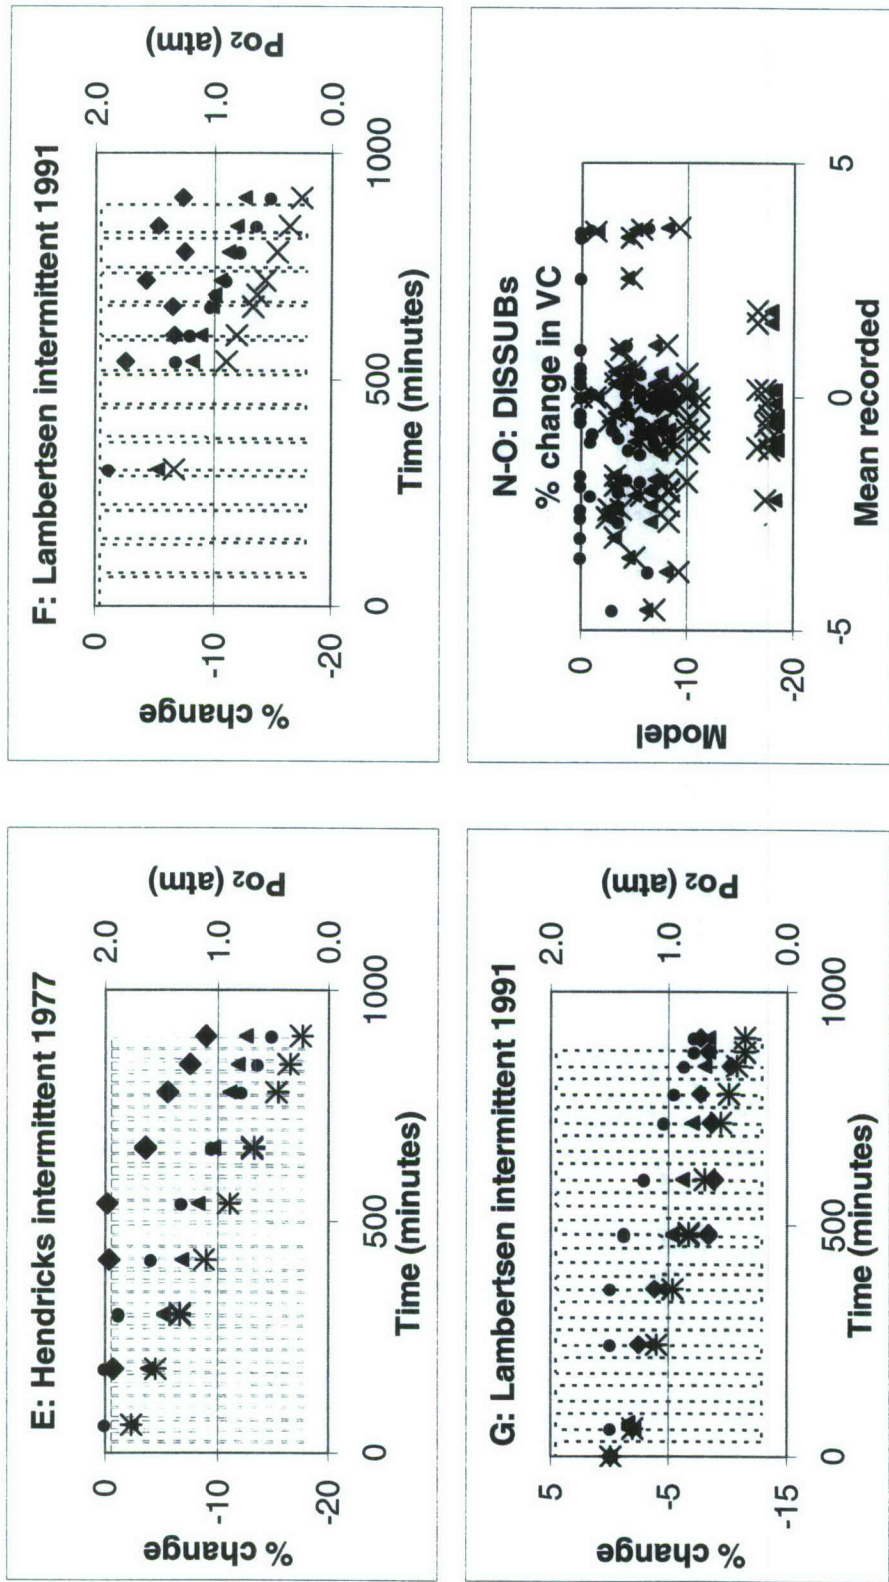 E: Hendricks intermittent 1977
0
-10
-20
% change
2.0
1.0
0.0
Po2 (atm)
0
500
1000
Time (minutes)
F: Lambertsen intermittent 1991
0
-10
-20
% change
2.0
1.0
0.0
Po2 (atm)
0
500
1000
Time (minutes)
G: Lambertsen intermittent 1991
5
-5
-15
% change
2.0
1.0
0.0
Po2 (atm)
0
500
1000
Time (minutes)
N-O: DISSUBs
% change in VC
0
-10
-20
Model
-5
0
5
Mean recorded